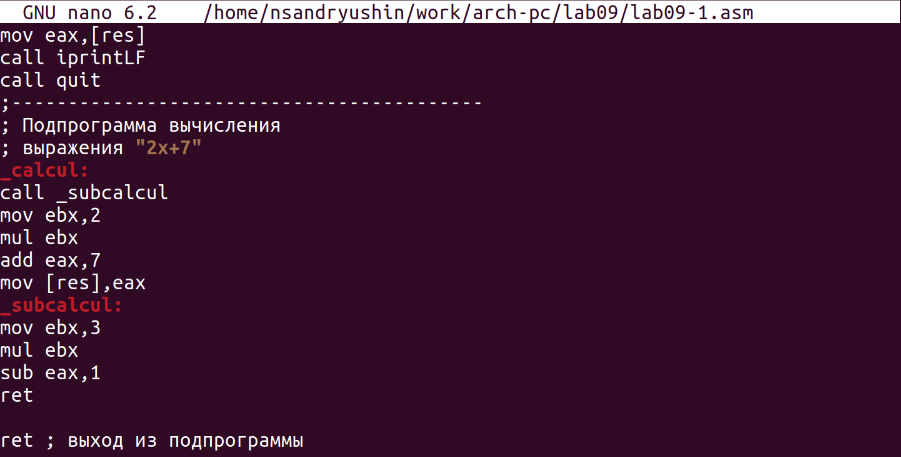 GNU nano 6.2 /home/nsandryushin/work/arch-pc/lab09/lab09-1.asm
mov eax,[res]
call iprintLF
call quit
;------------------------------------------
; Подпрограмма вычисления
; выражения "2x+7"
_calcul:
call _subcalcul
mov ebx,2
mul ebx
add eax,7
mov [res],eax
_subcalcul:
mov ebx,3
mul ebx
sub eax,1
ret
ret ; выход из подпрограммы